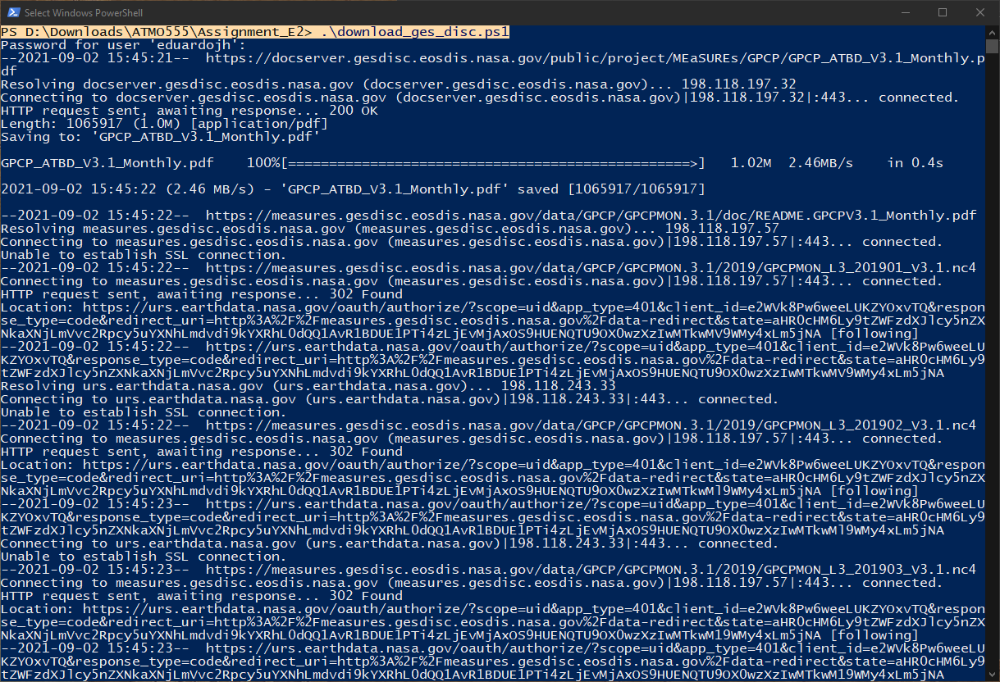 Select Windows PowerShell
PS D:\Downloads\ATMO555\Assignment_E2> .\download_ges_disc.ps1
Password for user 'eduardojh':
--2021-09-02 15:45:21--  https://docserver.gesdisc.eosdis.nasa.gov/public/project/MEaSUREs/GPCP/GPCP_ATBD_V3.1_Monthly.p
df
Resolving docserver.gesdisc.eosdis.nasa.gov (docserver.gesdisc.eosdis.nasa.gov)... 198.118.197.32
Connecting to docserver.gesdisc.eosdis.nasa.gov (docserver.gesdisc.eosdis.nasa.gov)|198.118.197.32|:443... connected.
HTTP request sent, awaiting response... 200 OK
Length: 1065917 (1.0M) [application/pdf]
Saving to: 'GPCP_ATBD_V3.1_Monthly.pdf'
GPCP_ATBD_V3.1_Monthly.pdf    100%[=================================================>]   1.02M  2.46MB/s    in 0.4s
2021-09-02 15:45:22 (2.46 MB/s) - 'GPCP_ATBD_V3.1_Monthly.pdf' saved [1065917/1065917]
--2021-09-02 15:45:22--  https://measures.gesdisc.eosdis.nasa.gov/data/GPCP/GPCPMON.3.1/doc/README.GPCPV3.1_Monthly.pdf
Resolving measures.gesdisc.eosdis.nasa.gov (measures.gesdisc.eosdis.nasa.gov)... 198.118.197.57
Connecting to measures.gesdisc.eosdis.nasa.gov (measures.gesdisc.eosdis.nasa.gov)|198.118.197.57|:443... connected.
Unable to establish SSL connection.
--2021-09-02 15:45:22--  https://measures.gesdisc.eosdis.nasa.gov/data/GPCP/GPCPMON.3.1/2019/GPCPMON_L3_201901_V3.1.nc4
Connecting to measures.gesdisc.eosdis.nasa.gov (measures.gesdisc.eosdis.nasa.gov)|198.118.197.57|:443... connected.
HTTP request sent, awaiting response... 302 Found
Location: https://urs.earthdata.nasa.gov/oauth/authorize/?scope=uid&app_type=401&client_id=e2WVk8Pw6weeLUKZYOxvTQ&respon
se_type=code&redirect_uri=http%3A%2F%2Fmeasures.gesdisc.eosdis.nasa.gov%2Fdata-redirect&state=aHR0cHM6Ly9tZWFzdXJlcy5nZX
NkaXNjLmVvc2Rpcy5uYXNhLmdvdi9kYXRhL0dQQ1AvR1BDUE1PTi4zLjEvMjAxOS9HUENQTU9OX0wzXzIwMTkwMV9WMy4xLm5jNA [following]
--2021-09-02 15:45:22--  https://urs.earthdata.nasa.gov/oauth/authorize/?scope=uid&app_type=401&client_id=e2WVk8Pw6weeLU
KZYOxvTQ&response_type=code&redirect_uri=http%3A%2F%2Fmeasures.gesdisc.eosdis.nasa.gov%2Fdata-redirect&state=aHR0cHM6Ly9
tZWFzdXJlcy5nZXNkaXNjLmVvc2Rpcy5uYXNhLmdvdi9kYXRhL0dQQ1AvR1BDUE1PTi4zLjEvMjAxOS9HUENQTU9OX0wzXzIwMTkwMV9WMy4xLm5jNA
Resolving urs.earthdata.nasa.gov (urs.earthdata.nasa.gov)... 198.118.243.33
Connecting to urs.earthdata.nasa.gov (urs.earthdata.nasa.gov)|198.118.243.33|:443... connected.
Unable to establish SSL connection.
--2021-09-02 15:45:22--  https://measures.gesdisc.eosdis.nasa.gov/data/GPCP/GPCPMON.3.1/2019/GPCPMON_L3_201902_V3.1.nc4
Connecting to measures.gesdisc.eosdis.nasa.gov (measures.gesdisc.eosdis.nasa.gov)|198.118.197.57|:443... connected.
HTTP request sent, awaiting response... 302 Found
Location: https://urs.earthdata.nasa.gov/oauth/authorize/?scope=uid&app_type=401&client_id=e2WVk8Pw6weeLUKZYOxvTQ&respon
se_type=code&redirect_uri=http%3A%2F%2Fmeasures.gesdisc.eosdis.nasa.gov%2Fdata-redirect&state=aHR0cHM6Ly9tZWFzdXJlcy5nZX
NkaXNjLmVvc2Rpcy5uYXNhLmdvdi9kYXRhL0dQQ1AvR1BDUE1PTi4zLjEvMjAxOS9HUENQTU9OX0wzXzIwMTkwMl9WMy4xLm5jNA [following]
--2021-09-02 15:45:23--  https://urs.earthdata.nasa.gov/oauth/authorize/?scope=uid&app_type=401&client_id=e2WVk8Pw6weeLU
KZYOxvTQ&response_type=code&redirect_uri=http%3A%2F%2Fmeasures.gesdisc.eosdis.nasa.gov%2Fdata-redirect&state=aHR0cHM6Ly9
tZWFzdXJlcy5nZXNkaXNjLmVvc2Rpcy5uYXNhLmdvdi9kYXRhL0dQQ1AvR1BDUE1PTi4zLjEvMjAxOS9HUENQTU9OX0wzXzIwMTkwMl9WMy4xLm5jNA
Connecting to urs.earthdata.nasa.gov (urs.earthdata.nasa.gov)|198.118.243.33|:443... connected.
Unable to establish SSL connection.
--2021-09-02 15:45:23--  https://measures.gesdisc.eosdis.nasa.gov/data/GPCP/GPCPMON.3.1/2019/GPCPMON_L3_201903_V3.1.nc4
Connecting to measures.gesdisc.eosdis.nasa.gov (measures.gesdisc.eosdis.nasa.gov)|198.118.197.57|:443... connected.
HTTP request sent, awaiting response... 302 Found
Location: https://urs.earthdata.nasa.gov/oauth/authorize/?scope=uid&app_type=401&client_id=e2WVk8Pw6weeLUKZYOxvTQ&respon
se_type=code&redirect_uri=http%3A%2F%2Fmeasures.gesdisc.eosdis.nasa.gov%2Fdata-redirect&state=aHR0cHM6Ly9tZWFzdXJlcy5nZX
NkaXNjLmVvc2Rpcy5uYXNhLmdvdi9kYXRhL0dQQ1AvR1BDUE1PTi4zLjEvMjAxOS9HUENQTU9OX0wzXzIwMTkwM19WMy4xLm5jNA [following]
--2021-09-02 15:45:23--  https://urs.earthdata.nasa.gov/oauth/authorize/?scope=uid&app_type=401&client_id=e2WVk8Pw6weeLU
KZYOxvTQ&response_type=code&redirect_uri=http%3A%2F%2Fmeasures.gesdisc.eosdis.nasa.gov%2Fdata-redirect&state=aHR0cHM6Ly9
tZWFzdXJlcy5nZXNkaXNjLmVvc2Rpcy5uYXNhLmdvdi9kYXRhL0dQQ1AvR1BDUE1PTi4zLjEvMjAxOS9HUENQTU9OX0wzXzIwMTkwM19WMy4xLm5jNA